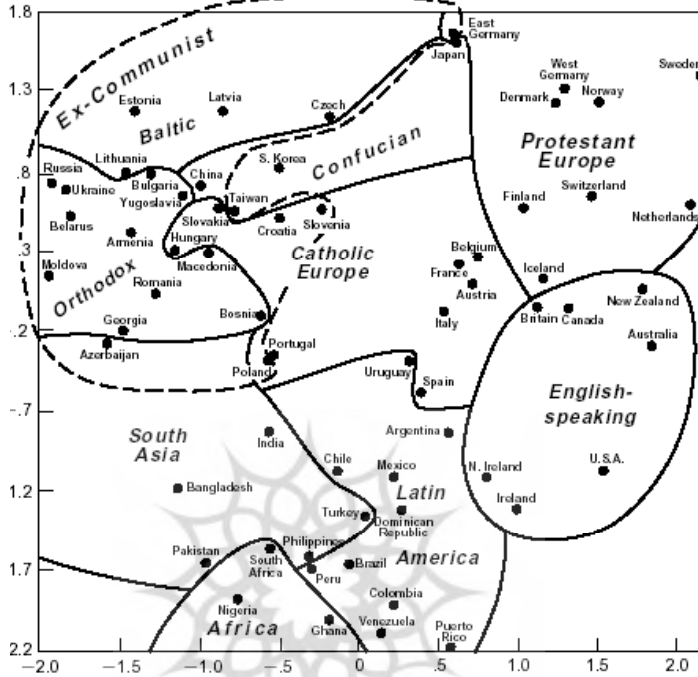 1.8
East
Germany
Japan
Ex-Communist
West
Germany
Sweden
1.3
Estonia
Latvia
Czech
Denmark
Norway
Baltic
Confucian
Protestant
Europe
.8
Lithuania
S. Korea
Russia
Bulgaria
China
Ukraine
Yugoslavia
Taiwan
Switzerland
Finland
Netherlands
Belarus
Slovakia
Croatia
Slovenia
Armenia
Hungary
.3
Macedonia
Catholic
Europe
Belgium
France
Iceland
Moldova
Orthodox
Romania
Austria
New Zealand
Georgia
Bosnia
Italy
Britain
Canada
-.2
Azerbaijan
Portugal
Australia
Poland
Uruguay
Spain
English-
speaking
-.7
South
Asia
India
Argentina
Chile
Mexico
N. Ireland
U.S.A.
1.2
Bangladesh
Latin
Turkey
Dominican
Republic
Ireland
Pakistan
South
Africa
Philippines
Brazil
America
1.7
Peru
Nigeria
Colombia
Africa
Ghana
Venezuela
Puerto
Rico
2.2
−2.0
−1.5
−1.0
−.5
0
.5
1.0
1.5
2.